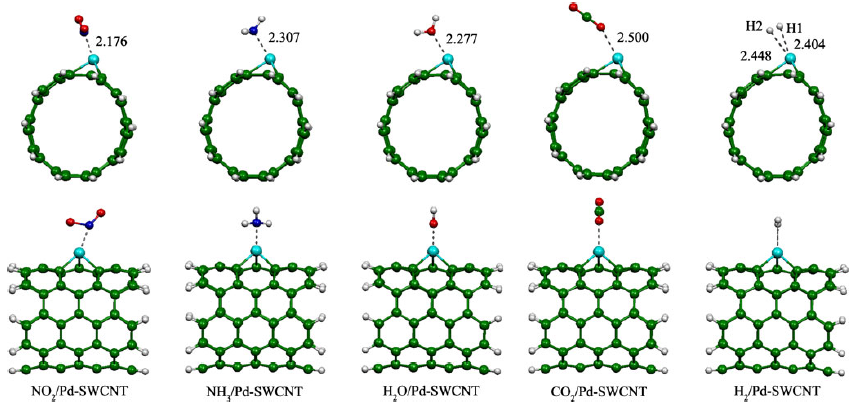 2.176
2.307
2.277
2.500
H2 H1
2.448 2.404
NO₂/Pd-SWCNT
NH₃/Pd-SWCNT
H₂O/Pd-SWCNT
CO₂/Pd-SWCNT
H₂/Pd-SWCNT